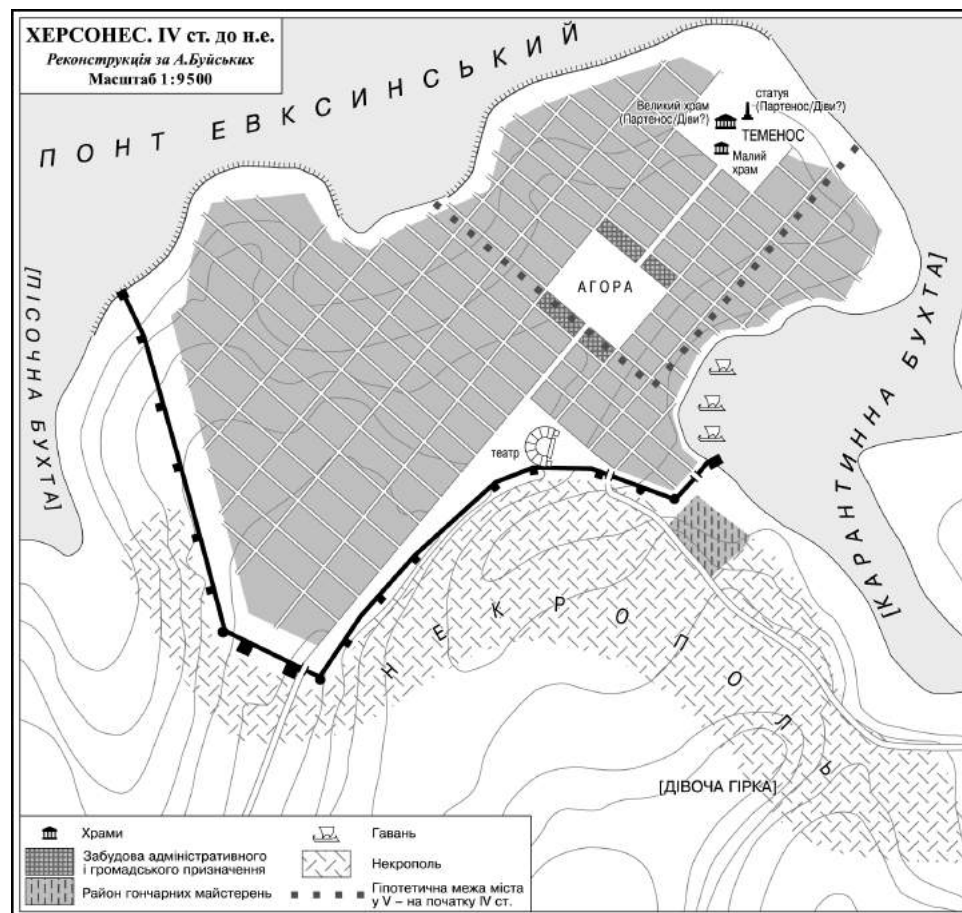 ХЕРСОНЕС. IV ст. до н.е.
Реконструкція за А.Буйських
Масштаб 1:9500
ПОНТ ЕВКСИНСЬКИЙ
статуя
(Партенос/Діви?)
Великий храм
(Партенос/Діви?)
ТЕМЕНОС
Малий
храм
АГОРА
[ПІСОЧНА БУХТА]
[КАРАНТИННА БУХТА]
театр
НЕКРОПОЛЬ
[ДІВОЧА ГІРКА]
Храми
Забудова адміністративного
і громадського призначення
Район гончарних майстерень
Гавань
Некрополь
Гіпотетична межа міста
у V – на початку IV ст.